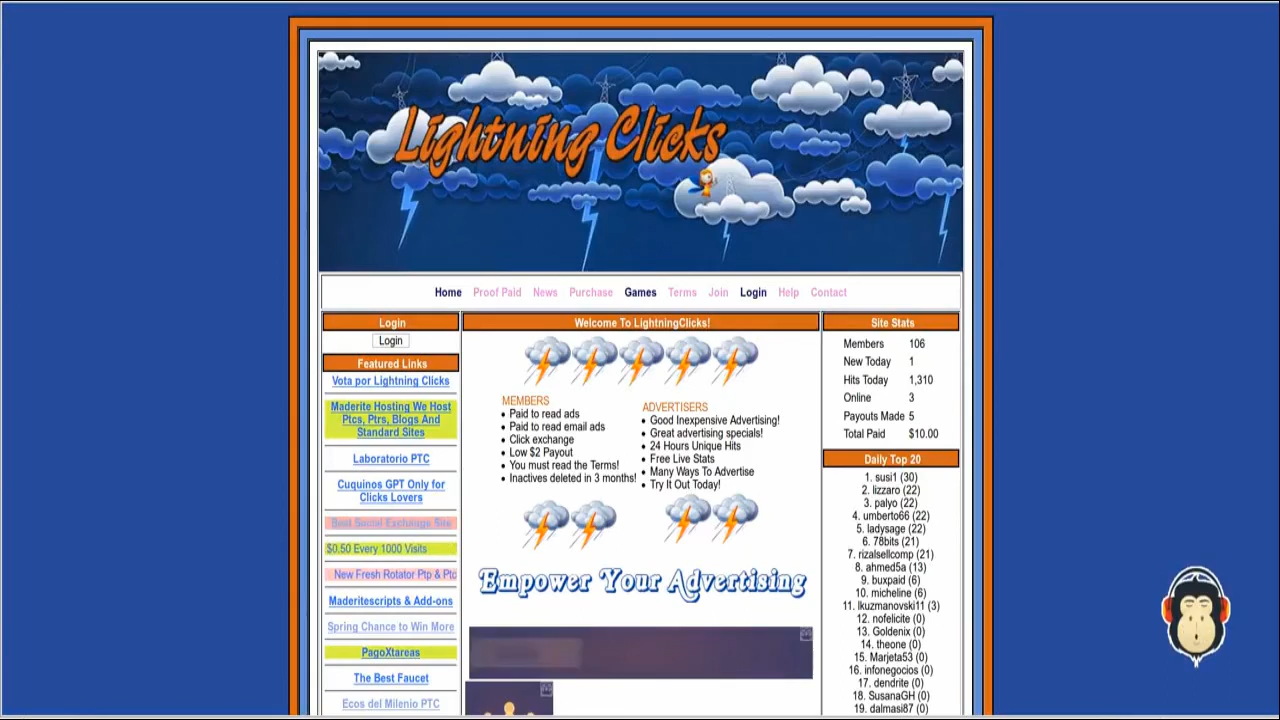 Lightning Clicks
Home Proof Paid News Purchase Games Terms Join Login Help Contact
Login
Login
Featured Links
Vota por Lightning Clicks
Maderite Hosting We Host
Ptcs, Ptrs, Blogs And
Standard Sites
Laboratorio PTC
Cuquinos GPT Only for
Clicks Lovers
Best Social Exchange Site
$0.50 Every 1000 Visits
New Fresh Rotator Ptp & Ptc
Maderitescripts & Add-ons
Spring Chance to Win More
PagoXtareas
The Best Faucet
Ecos del Milenio PTC
Welcome To LightningClicks!
MEMBERS
• Paid to read ads
• Paid to read email ads
• Click exchange
• Low $2 Payout
• You must read the Terms!
• Inactives deleted in 3 months!
ADVERTISERS
• Good Inexpensive Advertising!
• Great advertising specials!
• 24 Hours Unique Hits
• Free Live Stats
• Many Ways To Advertise
• Try It Out Today!
Empower Your Advertising
Site Stats
Members 106
New Today 1
Hits Today 1,310
Online 3
Payouts Made 5
Total Paid $10.00
Daily Top 20
1. susi1 (30)
2. lizzaro (22)
3. palyo (22)
4. umberto66 (22)
5. ladysage (22)
6. 78bits (21)
7. rizalsellcomp (21)
8. ahmed5a (13)
9. buxpaid (6)
10. micheline (6)
11. lkuzmanovski11 (3)
12. nofelicite (0)
13. Goldenix (0)
14. theone (0)
15. Marjeta53 (0)
16. infonegocios (0)
17. dendrite (0)
18. SusanaGH (0)
19. dalmasi87 (0)